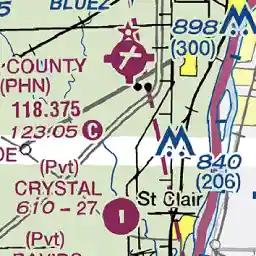 BLUEZ
898
(300)
COUNTY
(PHN)
118.375
123.05 C
(Pvt)
CRYSTAL
610 - 27
I
St Clair
840
(206)
(Pvt)